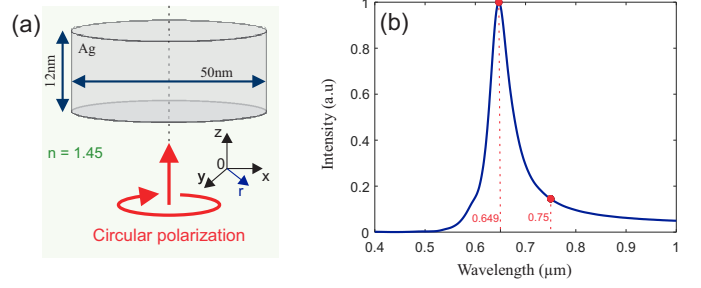 (a)
Ag
12nm
50nm
n = 1.45
z
0
x
y
r
Circular polarization
(b)
Intensity (a.u)
1
0.8
0.6
0.4
0.2
0
0.649
0.75
0.4
0.5
0.6
0.7
0.8
0.9
1
Wavelength (μm)